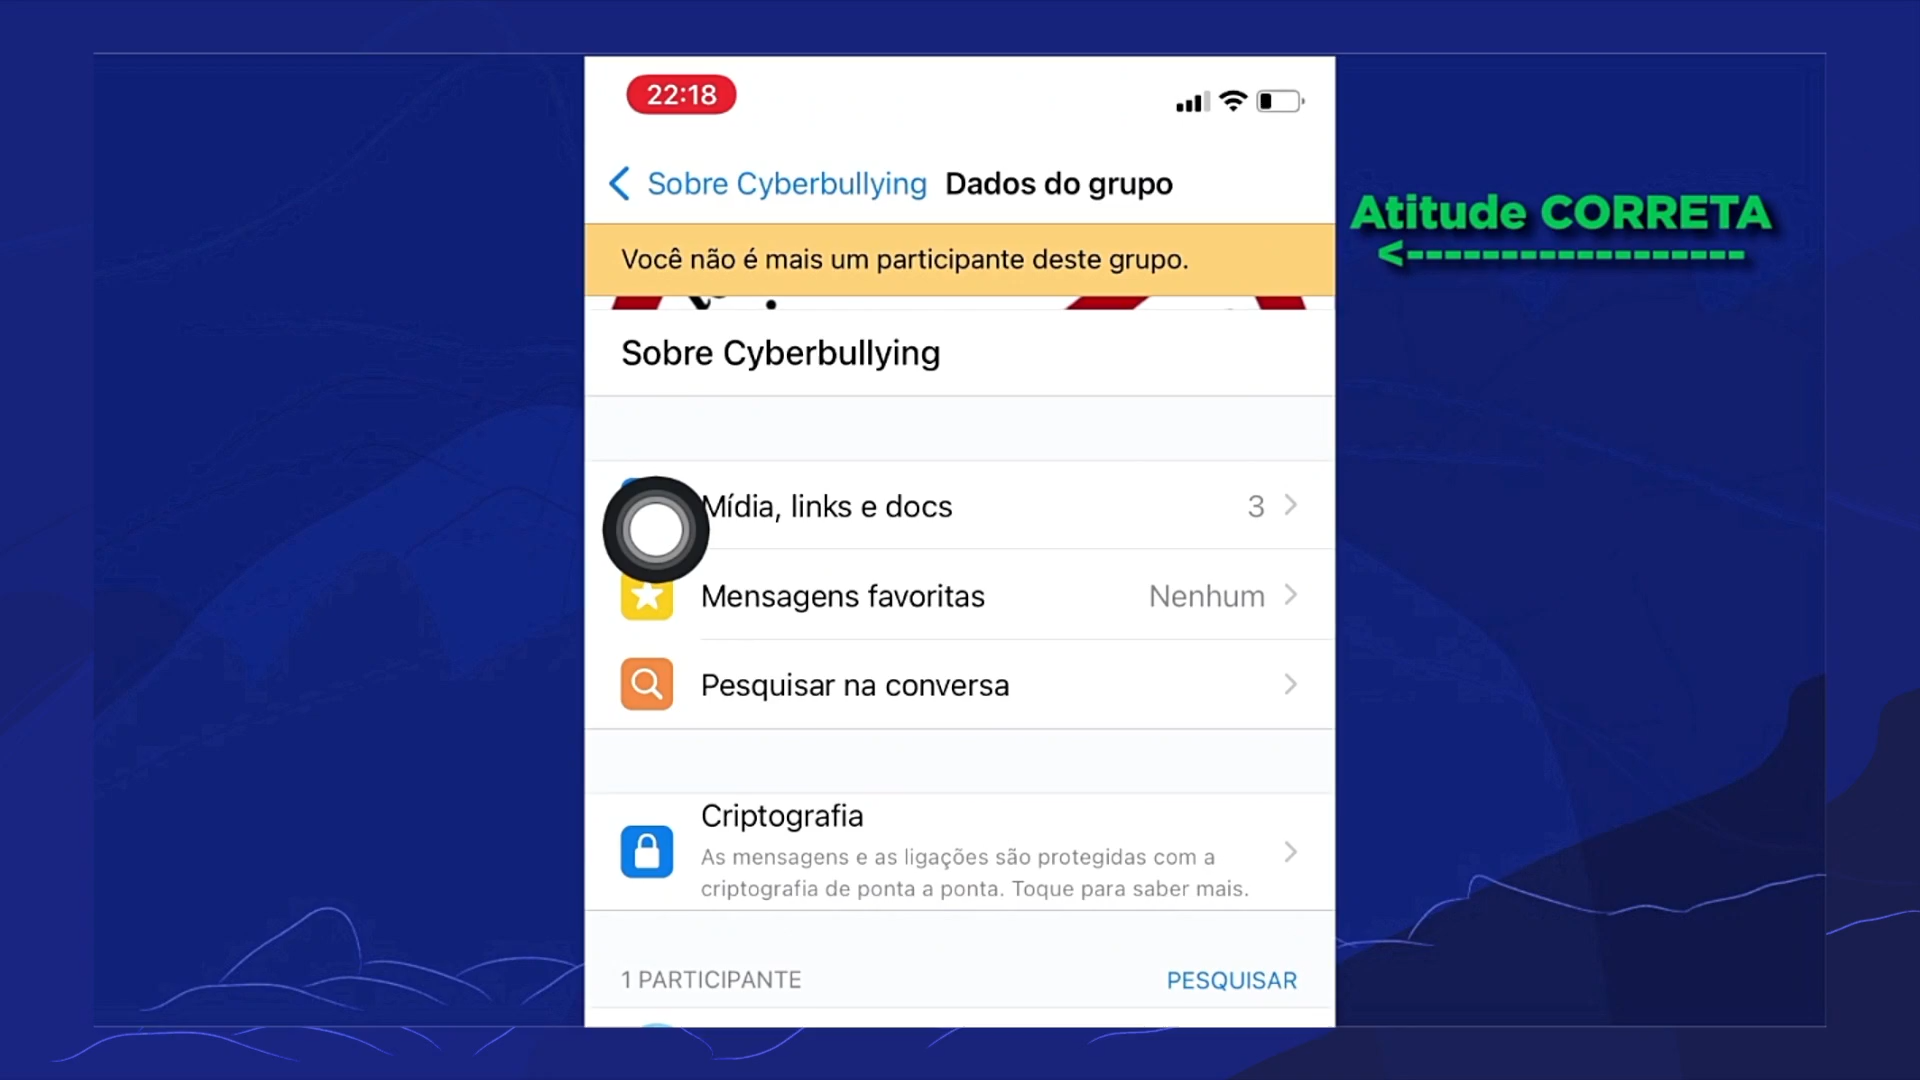 22:18
Sobre Cyberbullying Dados do grupo
Atitude CORRETA
<------------------
Você não é mais um participante deste grupo.
Sobre Cyberbullying
Mídia, links e docs 3
Mensagens favoritas Nenhum
Pesquisar na conversa
Criptografia
As mensagens e as ligações são protegidas com a
criptografia de ponta a ponta. Toque para saber mais.
1 PARTICIPANTE PESQUISAR